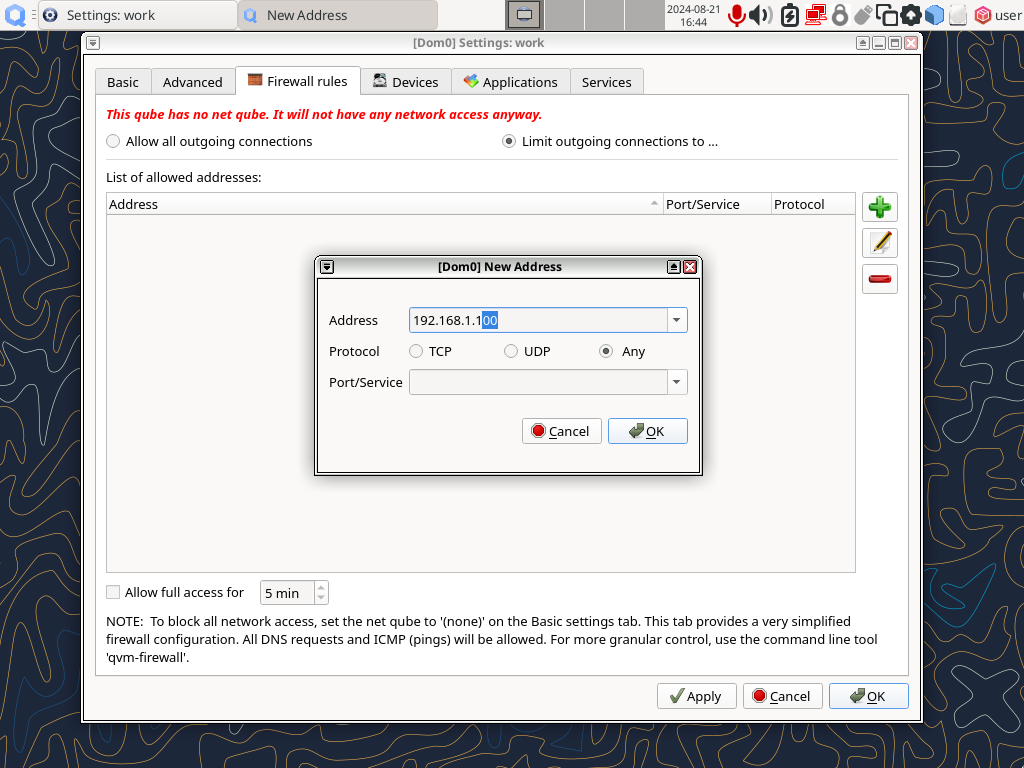 Settings: work
New Address
2024-08-21
16:44
user
[Dom0] Settings: work
Basic
Advanced
Firewall rules
Devices
Applications
Services
This qube has no net qube. It will not have any network access anyway.
Allow all outgoing connections
Limit outgoing connections to ...
List of allowed addresses:
Address
Port/Service
Protocol
[Dom0] New Address
Address
192.168.1.100
Protocol
TCP
UDP
Any
Port/Service
Cancel
OK
Allow full access for
5 min
NOTE:  To block all network access, set the net qube to '(none)' on the Basic settings tab. This tab provides a very simplified
firewall configuration. All DNS requests and ICMP (pings) will be allowed. For more granular control, use the command line tool
'qvm-firewall'.
Apply
Cancel
OK